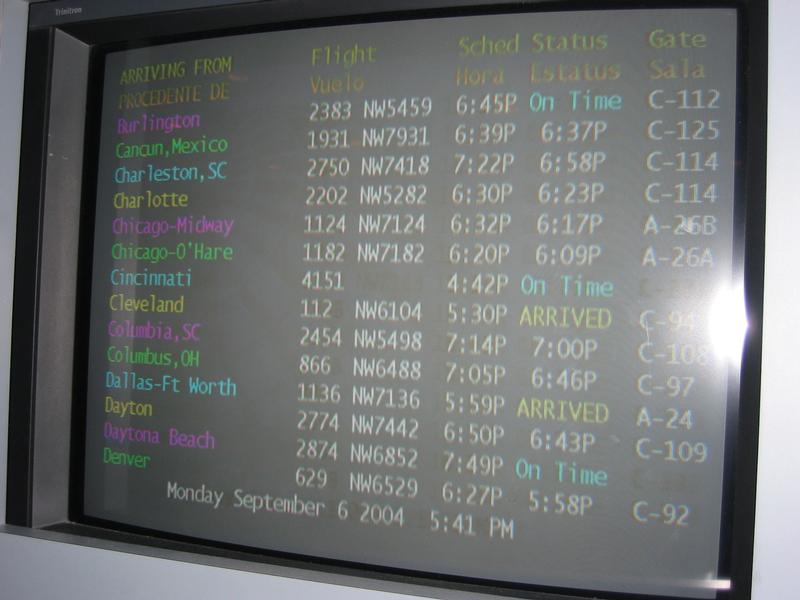 Trinitron
ARRIVING FROM Flight Sched Status Gate
PROCEDENTE DE Vuelo Hora Estatus Sala
Burlington 2383 NW5459 6:45P On Time C-112
Cancun,Mexico 1931 NW7931 6:39P 6:37P C-125
Charleston,SC 2750 NW7418 7:22P 6:58P C-114
Charlotte 2202 NW5282 6:30P 6:23P C-114
Chicago-Midway 1124 NW7124 6:32P 6:17P A-26B
Chicago-O'Hare 1182 NW7182 6:20P 6:09P A-26A
Cincinnati 4151 4:42P On Time
Cleveland 112 NW6104 5:30P ARRIVED C-94
Columbia,SC 2454 NW5498 7:14P 7:00P C-108
Columbus,OH 866 NW6488 7:05P 6:46P C-97
Dallas-Ft Worth 1136 NW7136 5:59P ARRIVED A-24
Dayton 2774 NW7442 6:50P 6:43P C-109
Daytona Beach 2874 NW6852 7:49P On Time
Denver 629 NW6529 6:27P 5:58P C-92
Monday September 6 2004 5:41 PM